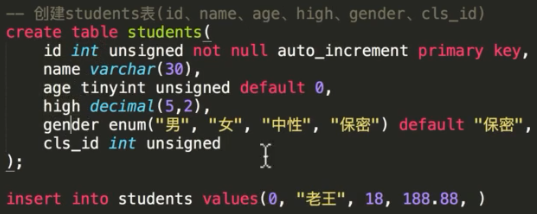 -- 创建students表(id、name、age、high、gender、cls_id)
create table students(
    id int unsigned not null auto_increment primary key,
    name varchar(30),
    age tinyint unsigned default 0,
    high decimal(5,2),
    gender enum("男", "女", "中性", "保密") default "保密",
    cls_id int unsigned
);
insert into students values(0, "老王", 18, 188.88, )